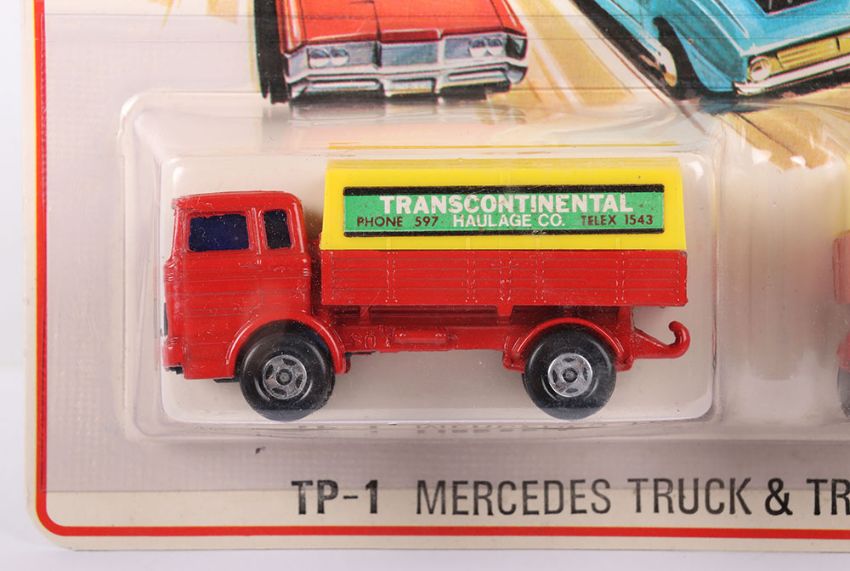 TRANSCONTINENTAL
PHONE 597 HAULAGE CO. TELEX 1543
TP-1 MERCEDES TRUCK & TR